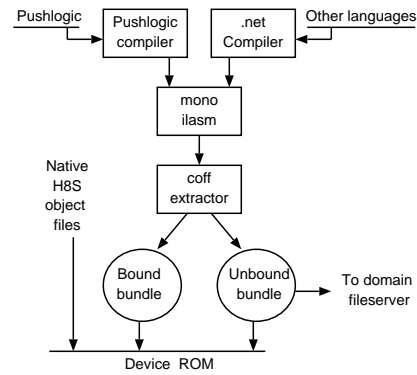 Pushlogic
Other languages
Pushlogic
compiler
.net
Compiler
mono
ilasm
coff
extractor
Native
H8S
object
files
Bound
bundle
Unbound
bundle
To domain
fileserver
Device ROM